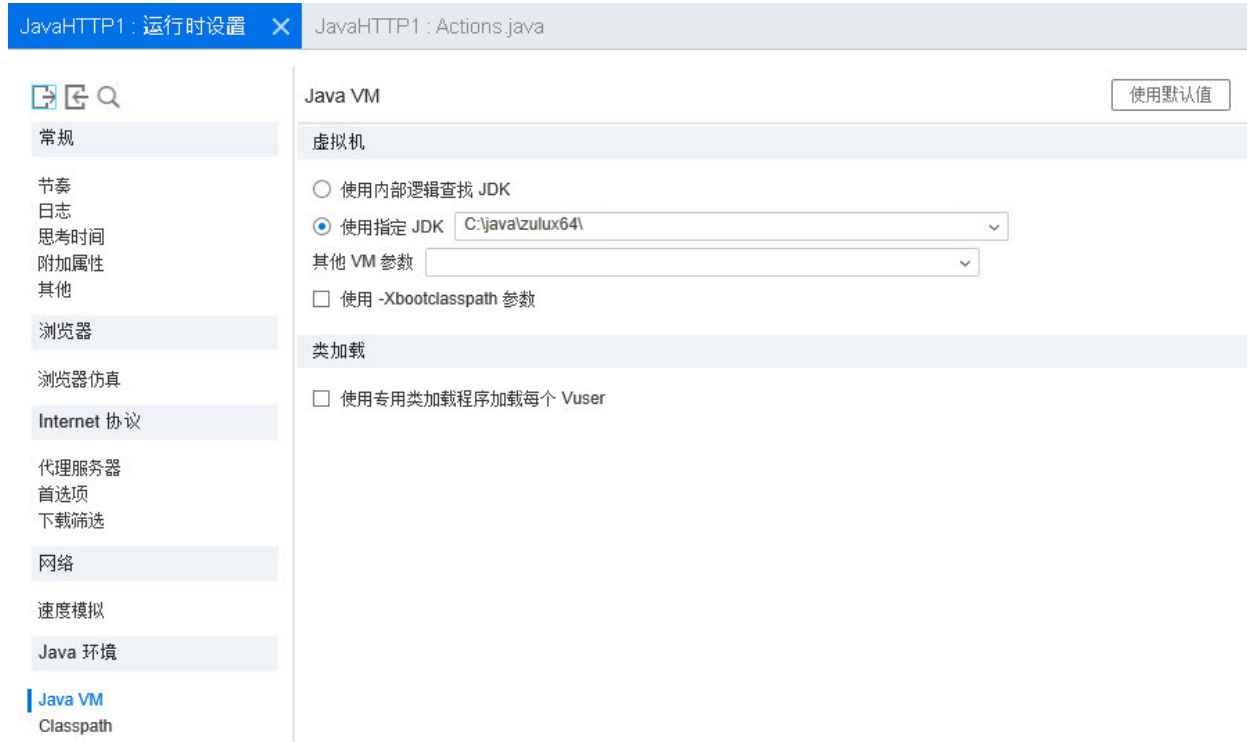 JavaHTTP1 : 运行时设置
JavaHTTP1 : Actions.java
常规
节奏
日志
思考时间
附加属性
其他
浏览器
浏览器仿真
Internet 协议
代理服务器
首选项
下载筛选
网络
速度模拟
Java 环境
Java VM
Classpath
Java VM
使用默认值
虚拟机
使用内部逻辑查找 JDK
使用指定 JDK C:\java\zulux64\
其他 VM 参数
使用 -Xbootclasspath 参数
类加载
使用专用类加载程序加载每个 Vuser